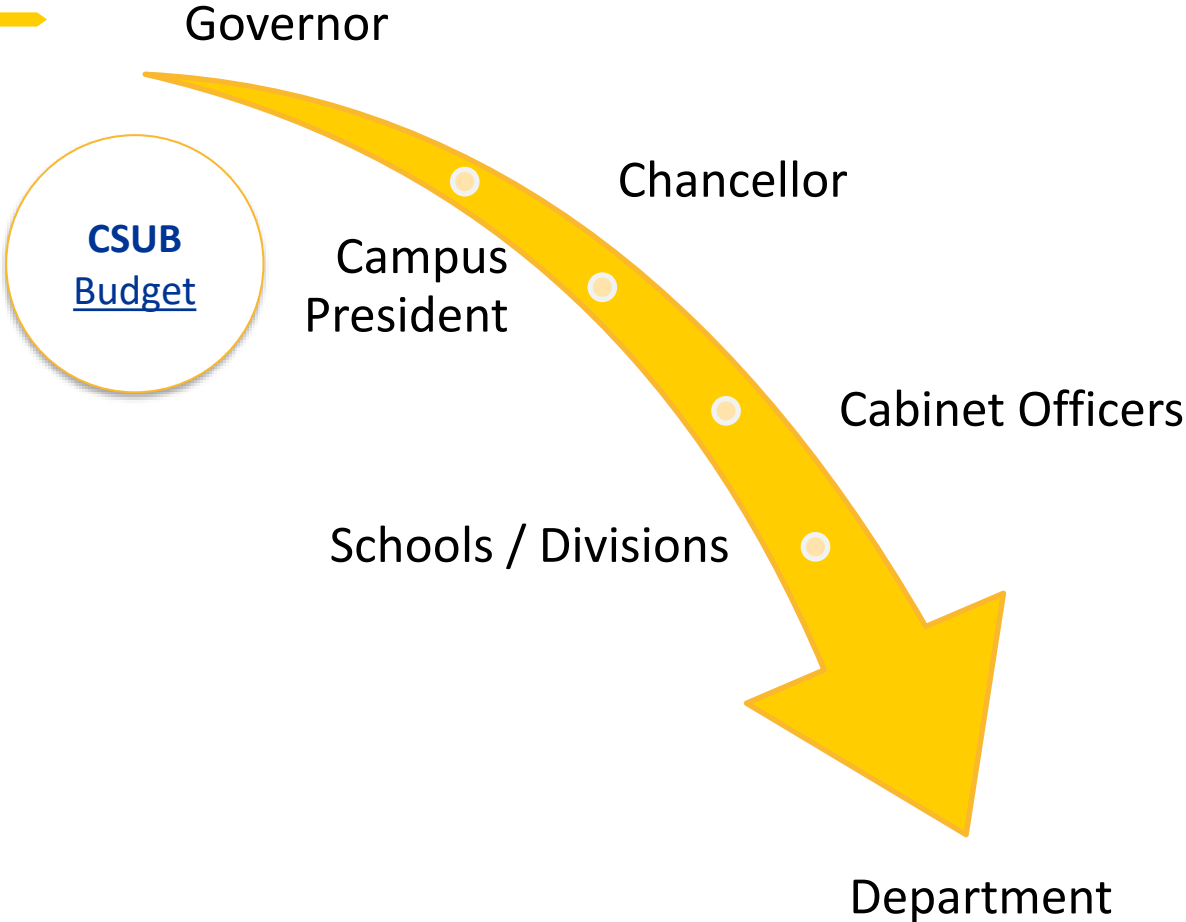 Governor
Chancellor
CSUB
Budget
Campus
President
Cabinet Officers
Schools / Divisions
Department